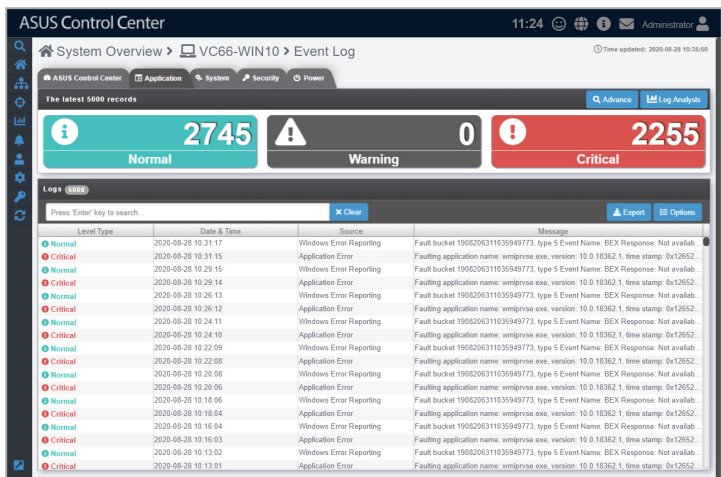 ASUS Control Center
11:24
Administrator
System Overview > VC66-WIN10 > Event Log
Time updated: 2020-08-28 10:35:50
ASUS Control Center
Application
System
Security
Power
The latest 5000 records
Advance
Log Analysis
2745
Normal
0
Warning
2255
Critical
Logs 5000
Press 'Enter' key to search...
Clear
Export
Options
Level Type Date & Time Source Message
Normal 2020-08-28 10:31:17 Windows Error Reporting Fault bucket 1908206311035949773, type 5 Event Name: BEX Response: Not availab...
Critical 2020-08-28 10:31:15 Application Error Faulting application name: wmiprvse.exe, version: 10.0.18362.1, time stamp: 0x12652...
Normal 2020-08-28 10:29:15 Windows Error Reporting Fault bucket 1908206311035949773, type 5 Event Name: BEX Response: Not availab...
Critical 2020-08-28 10:29:14 Application Error Faulting application name: wmiprvse.exe, version: 10.0.18362.1, time stamp: 0x12652...
Normal 2020-08-28 10:26:13 Windows Error Reporting Fault bucket 1908206311035949773, type 5 Event Name: BEX Response: Not availab...
Critical 2020-08-28 10:26:12 Application Error Faulting application name: wmiprvse.exe, version: 10.0.18362.1, time stamp: 0x12652...
Normal 2020-08-28 10:24:11 Windows Error Reporting Fault bucket 1908206311035949773, type 5 Event Name: BEX Response: Not availab...
Critical 2020-08-28 10:24:10 Application Error Faulting application name: wmiprvse.exe, version: 10.0.18362.1, time stamp: 0x12652...
Normal 2020-08-28 10:22:09 Windows Error Reporting Fault bucket 1908206311035949773, type 5 Event Name: BEX Response: Not availab...
Critical 2020-08-28 10:22:08 Application Error Faulting application name: wmiprvse.exe, version: 10.0.18362.1, time stamp: 0x12652...
Normal 2020-08-28 10:20:08 Windows Error Reporting Fault bucket 1908206311035949773, type 5 Event Name: BEX Response: Not availab...
Critical 2020-08-28 10:20:06 Application Error Faulting application name: wmiprvse.exe, version: 10.0.18362.1, time stamp: 0x12652...
Normal 2020-08-28 10:18:06 Windows Error Reporting Fault bucket 1908206311035949773, type 5 Event Name: BEX Response: Not availab...
Critical 2020-08-28 10:18:04 Application Error Faulting application name: wmiprvse.exe, version: 10.0.18362.1, time stamp: 0x12652...
Normal 2020-08-28 10:16:04 Windows Error Reporting Fault bucket 1908206311035949773, type 5 Event Name: BEX Response: Not availab...
Critical 2020-08-28 10:16:03 Application Error Faulting application name: wmiprvse.exe, version: 10.0.18362.1, time stamp: 0x12652...
Normal 2020-08-28 10:13:02 Windows Error Reporting Fault bucket 1908206311035949773, type 5 Event Name: BEX Response: Not availab...
Critical 2020-08-28 10:13:01 Application Error Faulting application name: wmiprvse.exe, version: 10.0.18362.1, time stamp: 0x12652...